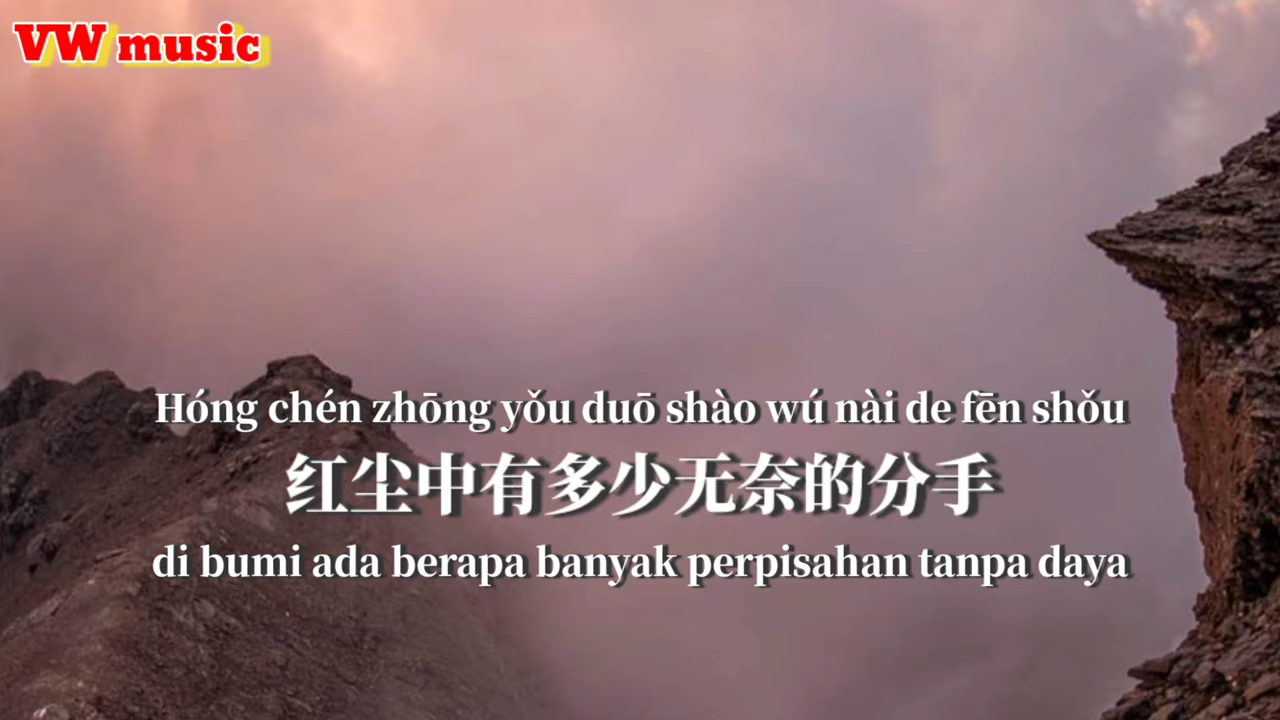 VW music
Hóng chén zhōng yǒu duō shào wú nài de fēn shǒu
红尘中有多少无奈的分手
di bumi ada berapa banyak perpisahan tanpa daya